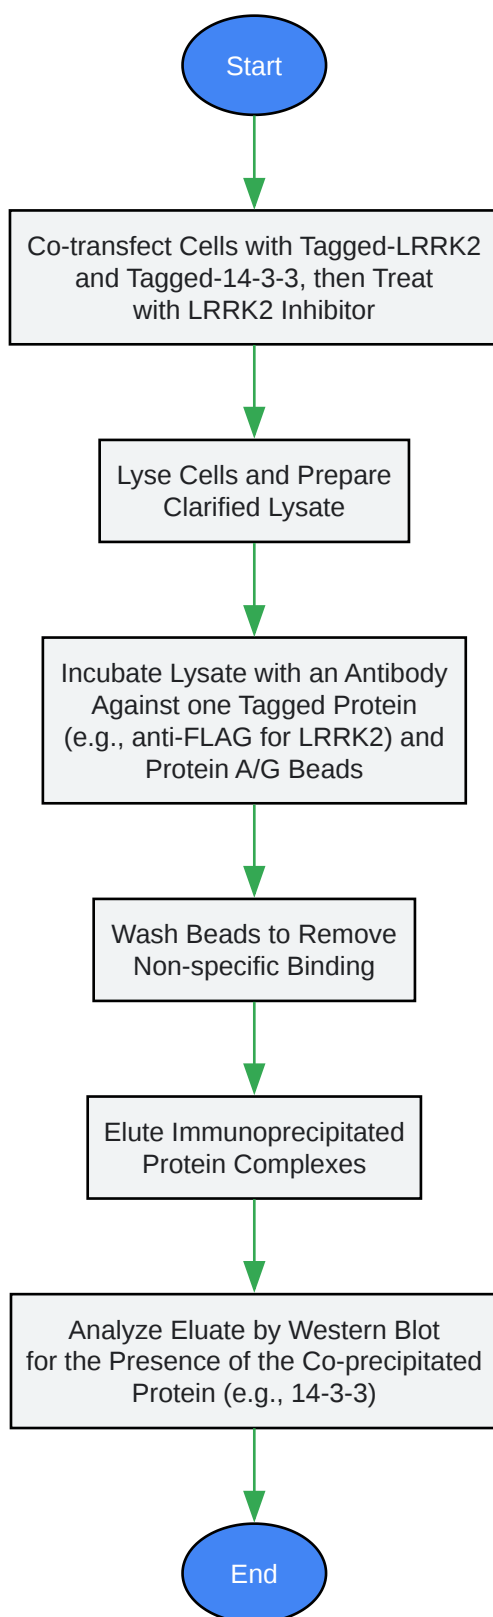 Start
Co-transfect Cells with Tagged-LRRK2
and Tagged-14-3-3, then Treat
with LRRK2 Inhibitor
Lyse Cells and Prepare
Clarified Lysate
Incubate Lysate with an Antibody
Against one Tagged Protein
(e.g., anti-FLAG for LRRK2) and
Protein A/G Beads
Wash Beads to Remove
Non-specific Binding
Elute Immunoprecipitated
Protein Complexes
Analyze Eluate by Western Blot
for the Presence of the Co-precipitated
Protein (e.g., 14-3-3)
End